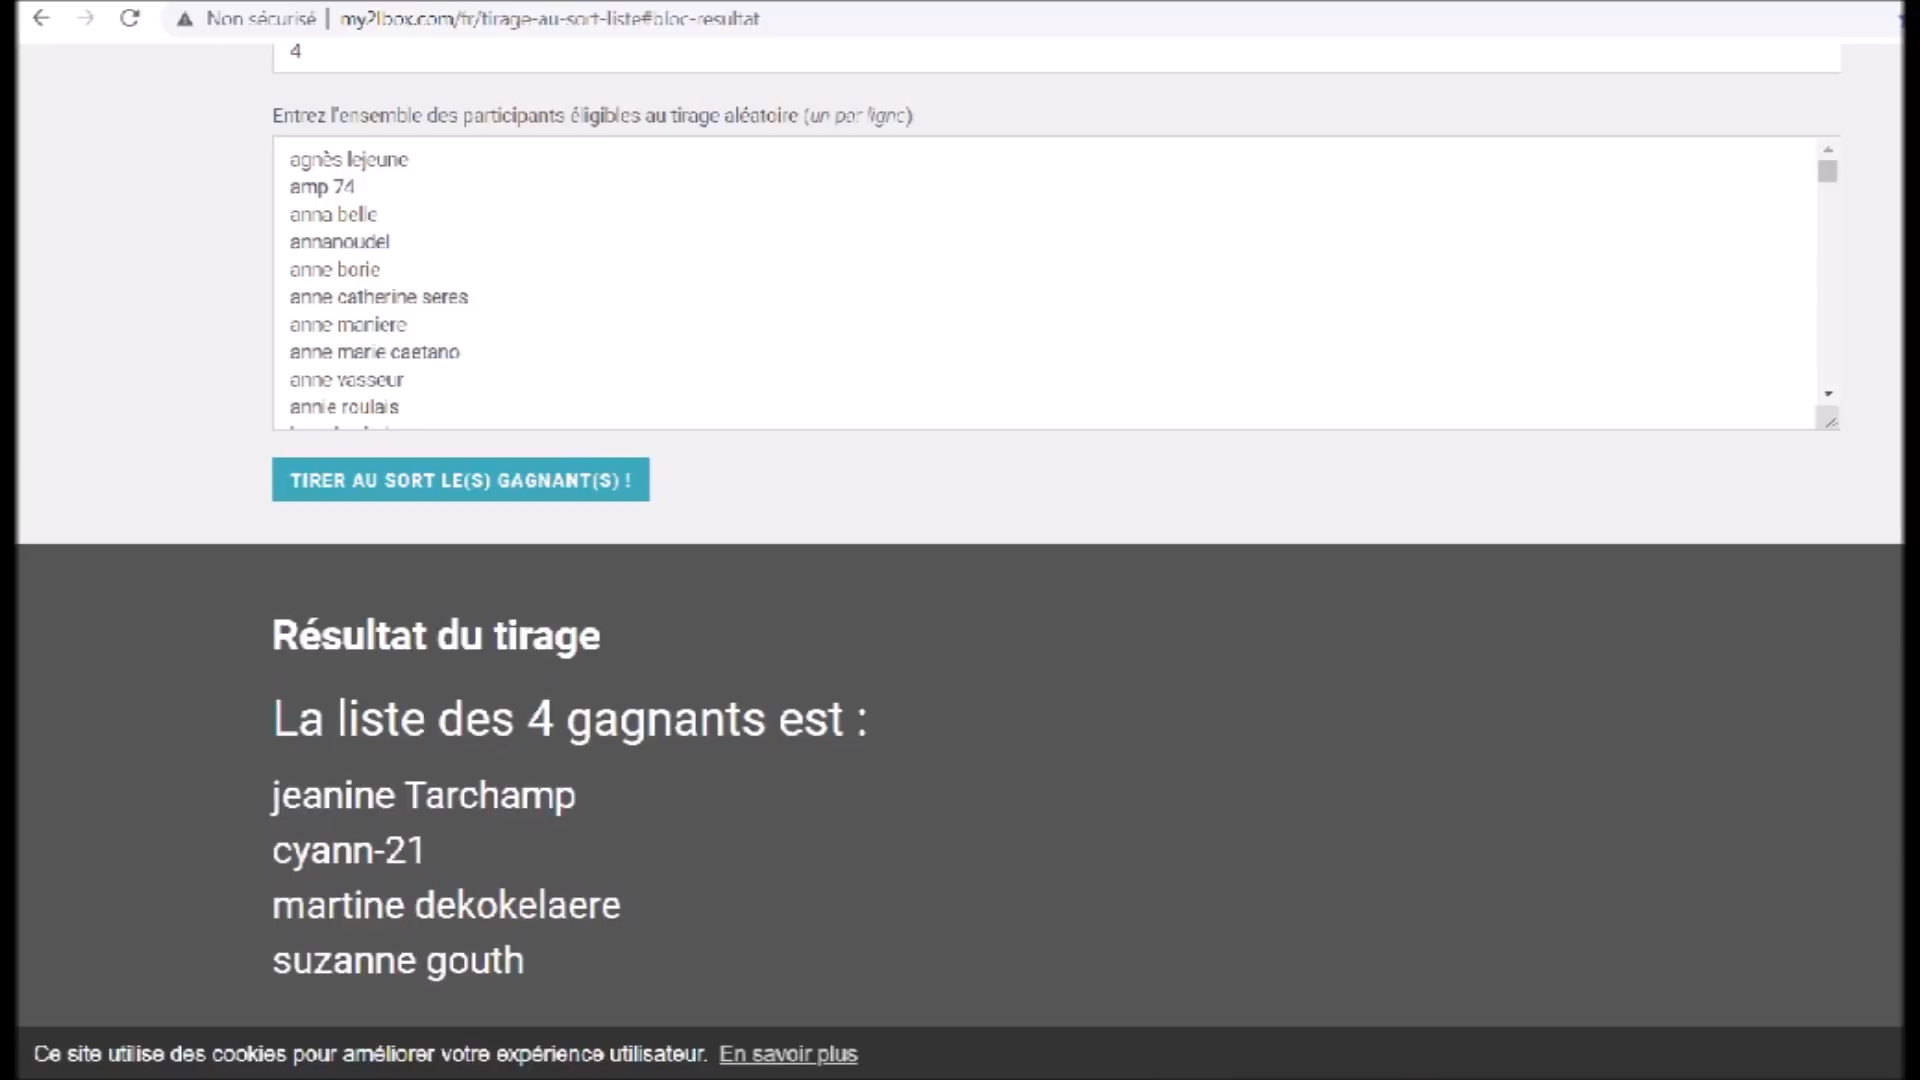 Non sécurisé | my2lbox.com/fr/tirage-au-sort-liste#bloc-resultat
4
Entrez l'ensemble des participants éligibles au tirage aléatoire (un par ligne)
agnès lejeune
amp 74
anna belle
annanoudel
anne borie
anne catherine seres
anne maniere
anne marie caetano
anne vasseur
annie roulais
TIRER AU SORT LE(S) GAGNANT(S) !
Résultat du tirage
La liste des 4 gagnants est :
jeanine Tarchamp
cyann-21
martine dekokelaere
suzanne gouth
Ce site utilise des cookies pour améliorer votre expérience utilisateur. En savoir plus